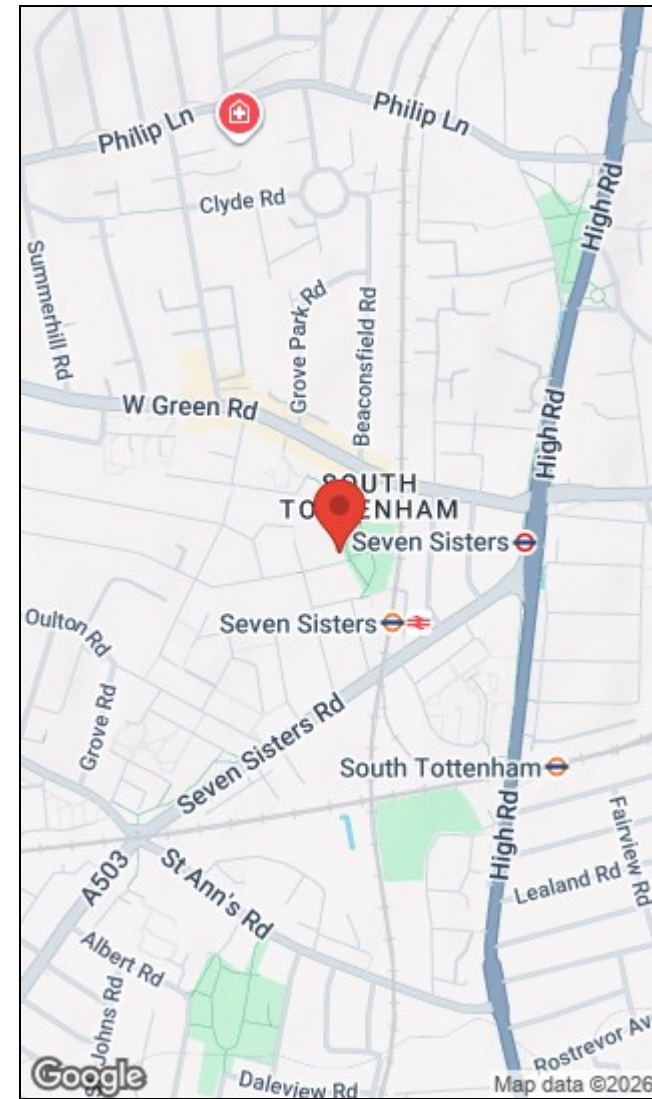 Philip Ln
Philip Ln
Clyde Rd
High Rd
Summerhill Rd
Grove Park Rd
Beaconsfield Rd
W Green Rd
High Rd
SOUTH
TOTTENHAM
Seven Sisters
Seven Sisters
Oulton Rd
Grove Rd
Seven Sisters Rd
South Tottenham
High Rd
Fairview Rd
A503
St Ann's Rd
Lealand Rd
Albert Rd
Johns Rd
Rostrevor Av
Daleview Rd
Google
Map data ©2026